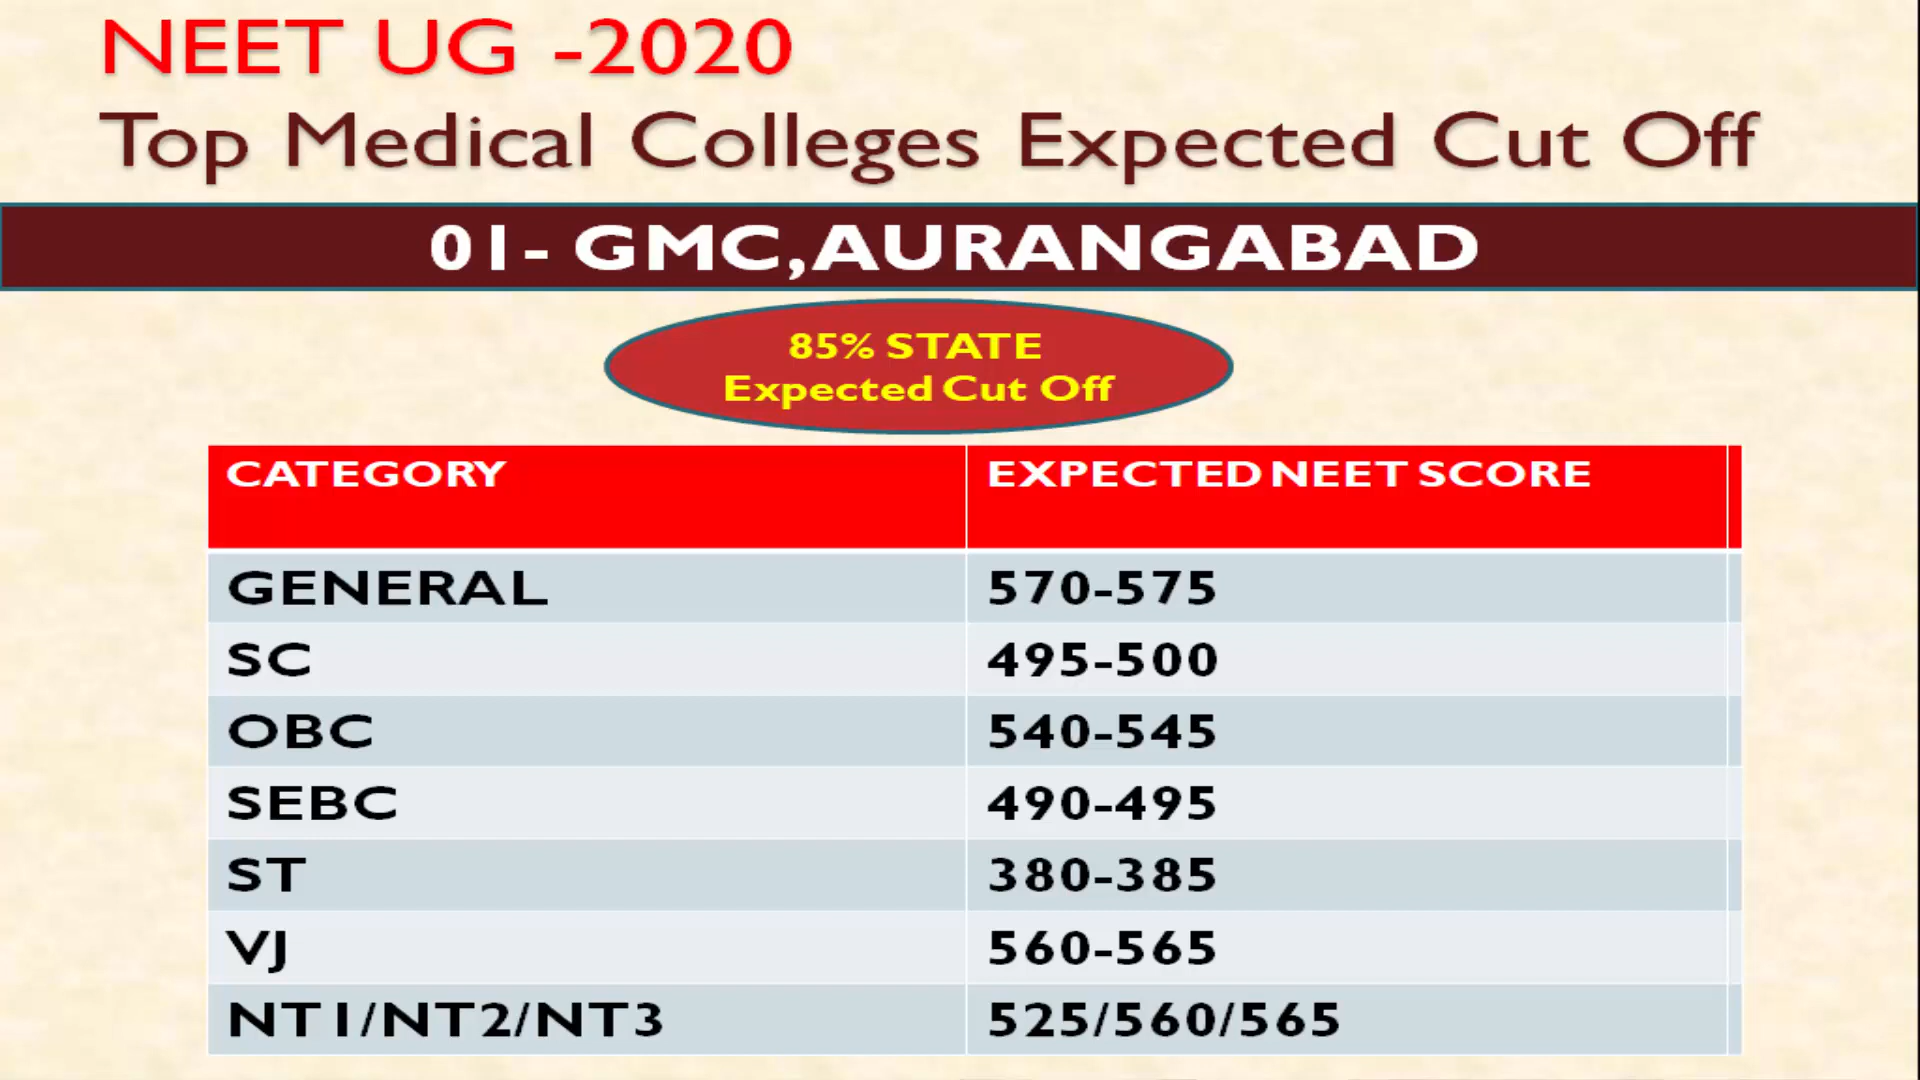 NEET UG -2020
Top Medical Colleges Expected Cut Off
01- GMC,AURANGABAD
85% STATE
Expected Cut Off
CATEGORY EXPECTED NEET SCORE
GENERAL 570-575
SC 495-500
OBC 540-545
SEBC 490-495
ST 380-385
VJ 560-565
NT1/NT2/NT3 525/560/565